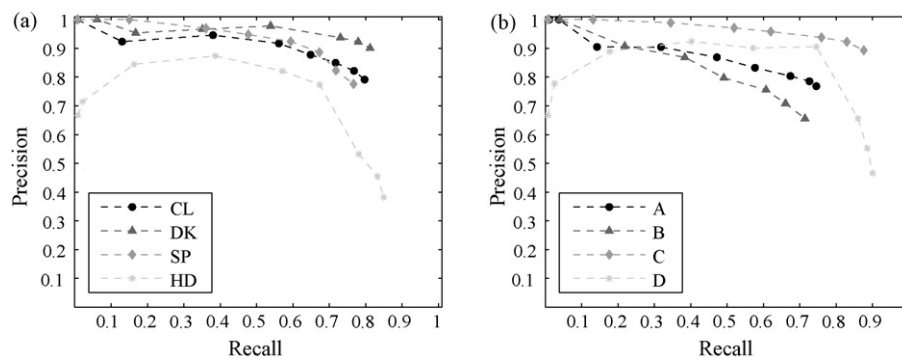 (a)
1
0.9
0.8
0.7
0.6
0.5
0.4
0.3
0.2
0.1
Precision
CL
DK
SP
HD
0.1 0.2 0.3 0.4 0.5 0.6 0.7 0.8 0.9 1
Recall
(b)
1
0.9
0.8
0.7
0.6
0.5
0.4
0.3
0.2
0.1
Precision
A
B
C
D
0.1 0.2 0.3 0.4 0.5 0.6 0.7 0.8 0.9
Recall